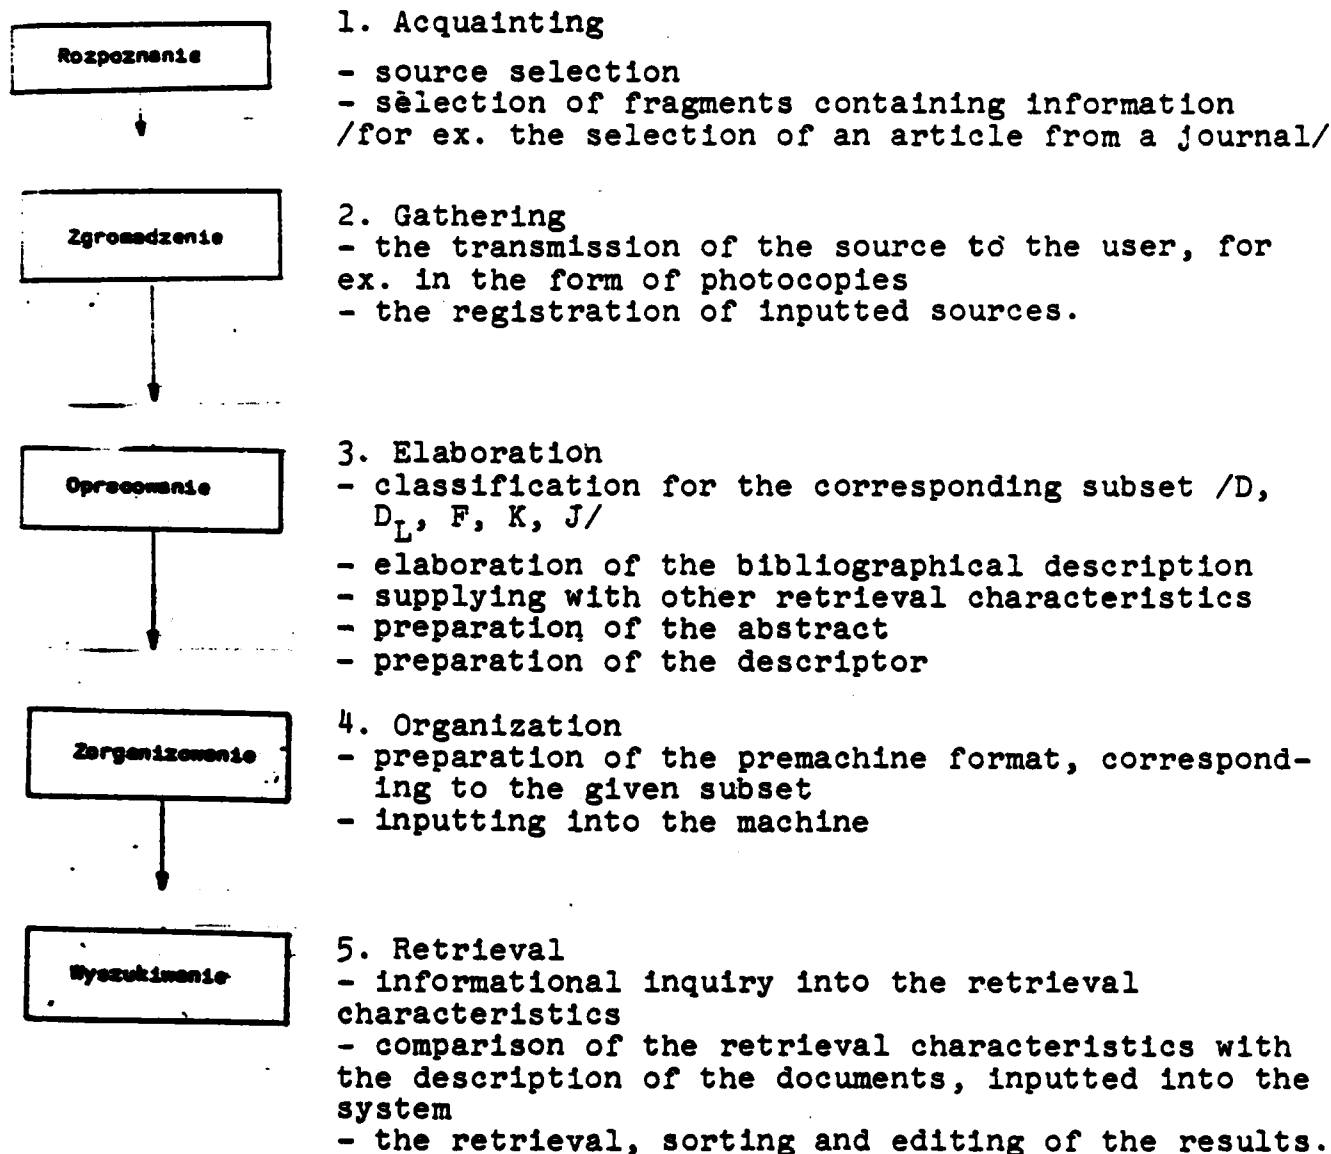 Rozpoznanie
1. Acquainting
- source selection
- selection of fragments containing information
/for ex. the selection of an article from a journal/
Zgromadzenie
2. Gathering
- the transmission of the source to the user, for
ex. in the form of photocopies
- the registration of inputted sources.
Opracowanie
3. Elaboration
- classification for the corresponding subset /D,
D_L, F, K, J/
- elaboration of the bibliographical description
- supplying with other retrieval characteristics
- preparation of the abstract
- preparation of the descriptor
Zorganizowanie
4. Organization
- preparation of the premachine format, correspond-
ing to the given subset
- inputting into the machine
Wyszukiwanie
5. Retrieval
- informational inquiry into the retrieval
characteristics
- comparison of the retrieval characteristics with
the description of the documents, inputted into the
system
- the retrieval, sorting and editing of the results.